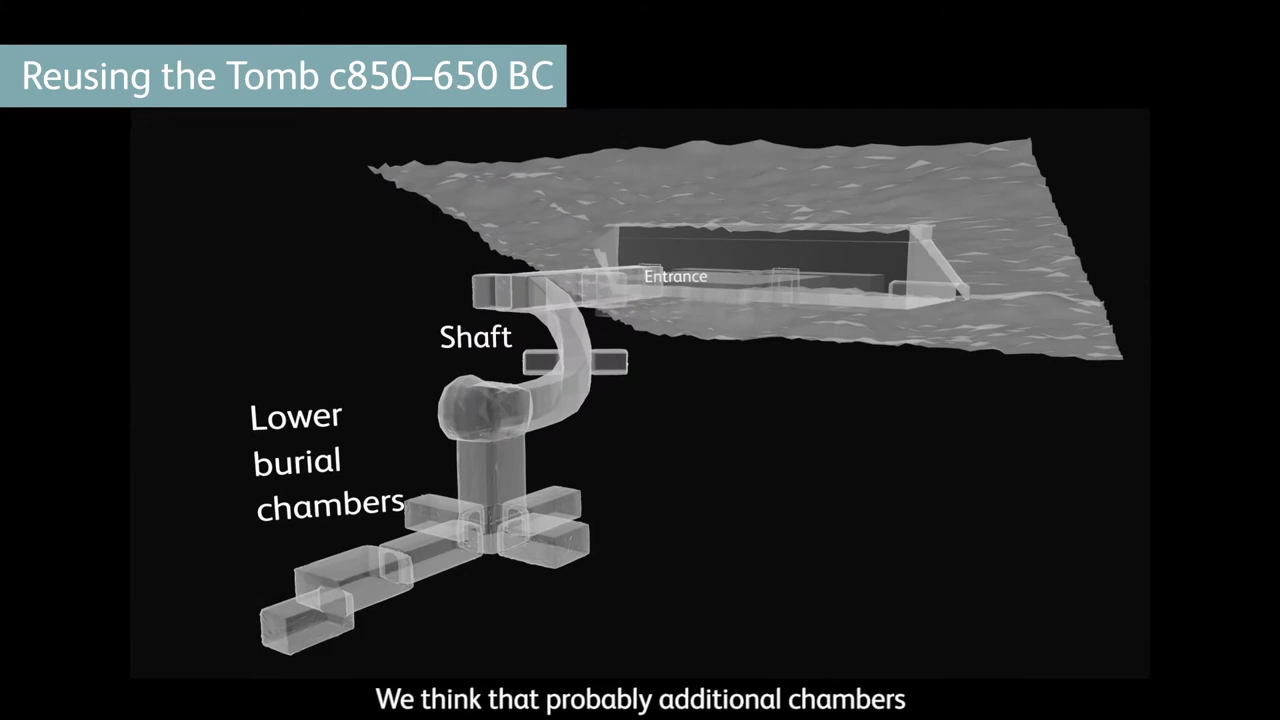 Reusing the Tomb c850–650 BC
Entrance
Shaft
Lower
burial
chambers
We think that probably additional chambers